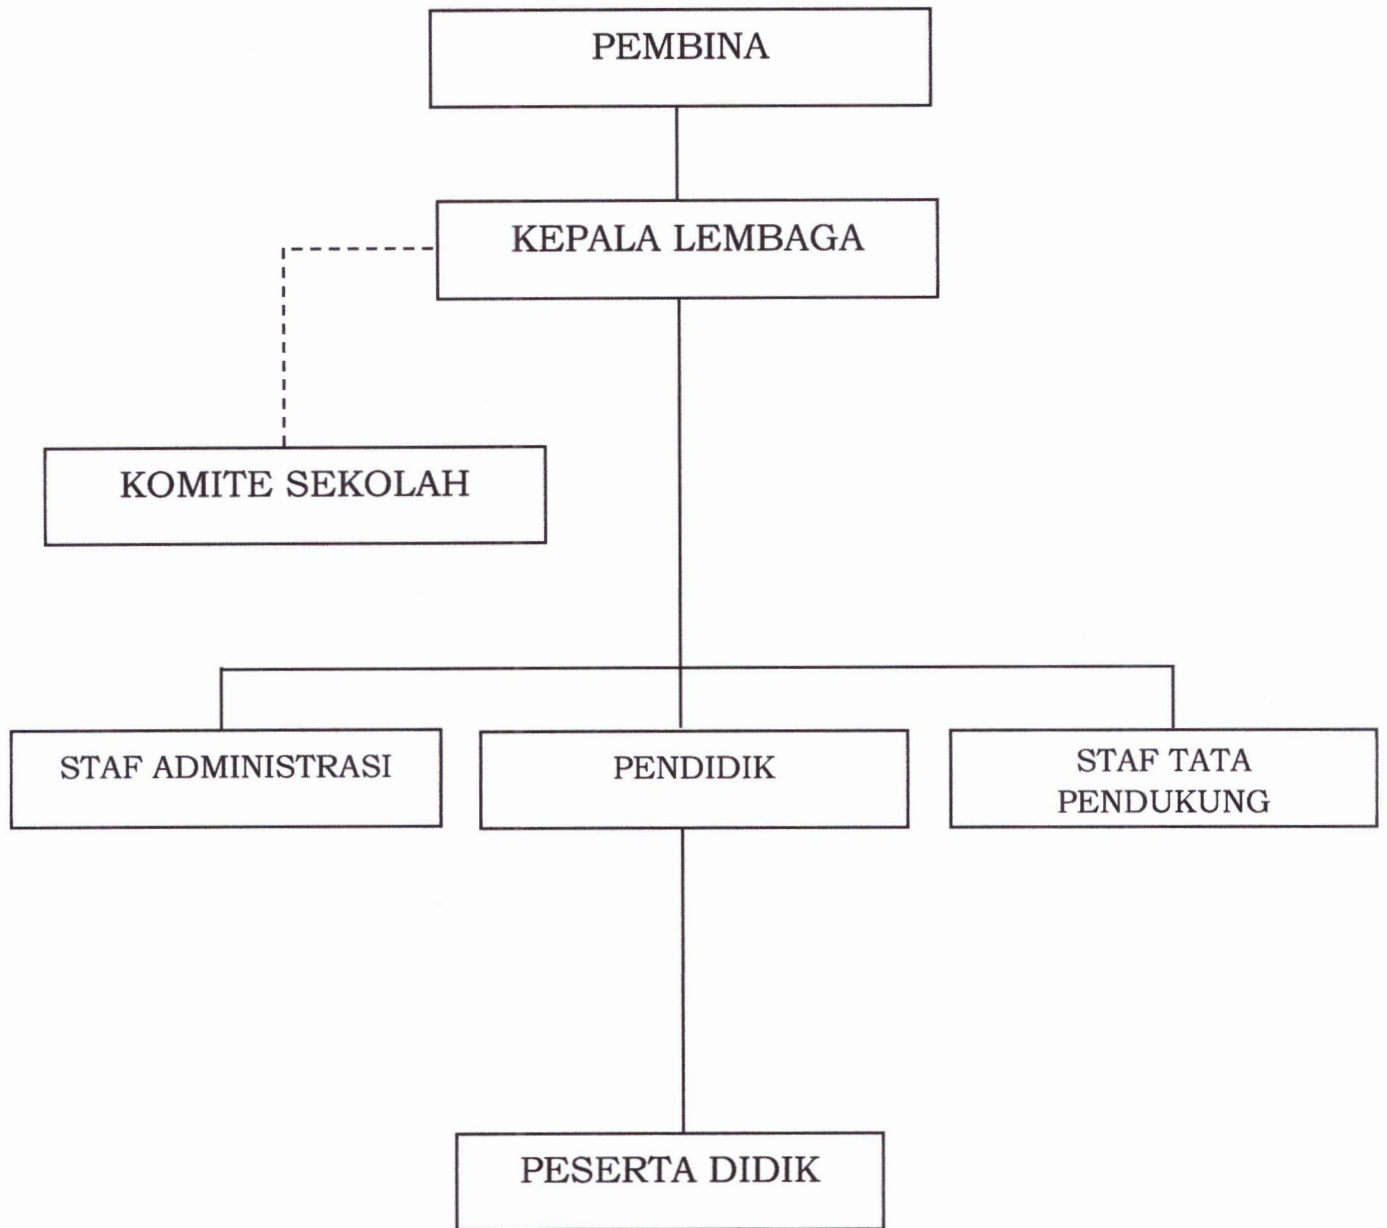 PEMBINA
KEPALA LEMBAGA
KOMITE SEKOLAH
STAF ADMINISTRASI
PENDIDIK
STAF TATA
PENDUKUNG
PESERTA DIDIK